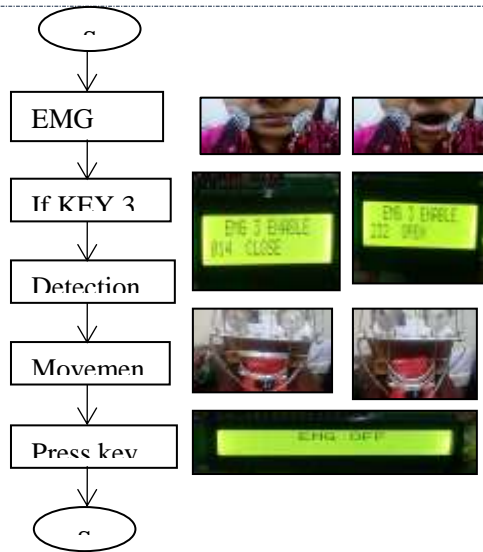 EMG
If KEY 3
EMG 3 ENABLE
014 CLOSE
EMG 3 ENABLE
232 OPEN
Detection
Movemen
Press key
EMG OFF